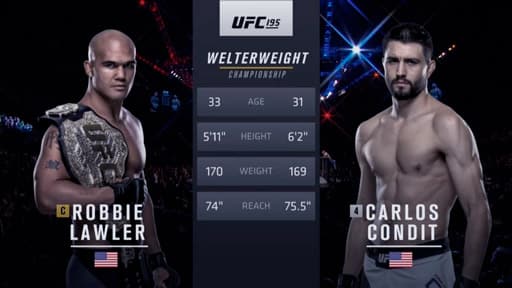 UFC 195
WELTERWEIGHT
CHAMPIONSHIP
33 AGE 31
5'11" HEIGHT 6'2"
170 WEIGHT 169
74" REACH 75.5"
C ROBBIE
LAWLER
4 CARLOS
CONDIT